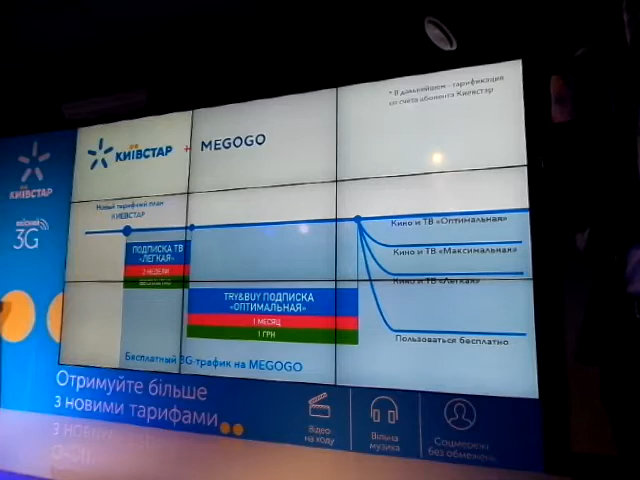 * В дальнейшем - тарификация
со счета абонента Киевстар
КИЇВСТАР + MEGOGO
КИЇВСТАР
3G
Новый тарифный план
КИЕВСТАР
ПОДПИСКА ТВ
«ЛЕГКАЯ»
2 НЕДЕЛИ
TRY&BUY ПОДПИСКА
«ОПТИМАЛЬНАЯ»
1 МЕСЯЦ
1 ГРН
Кино и ТВ «Оптимальная»
Кино и ТВ «Максимальная»
Кино и ТВ «Легкая»
Пользоваться бесплатно
Бесплатный 3G-трафик на MEGOGO
Отримуйте більше
з новими тарифами
Відео
на ходу
Вільна
музика
Соцмережі
без обмежень